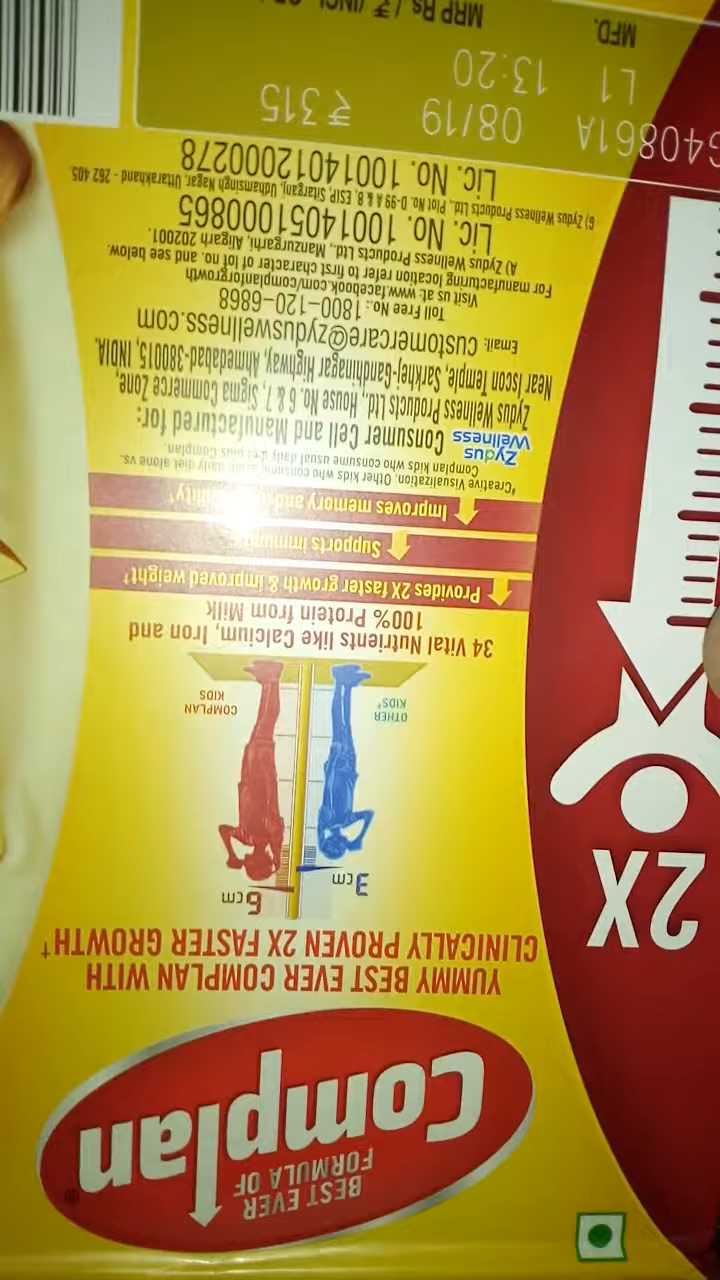 BEST EVER
FORMULA OF
Complan
YUMMY BEST EVER COMPLAN WITH
CLINICALLY PROVEN 2X FASTER GROWTH†
2X
3cm
6cm
OTHER
KIDS#
COMPLAN
KIDS
34 Vital Nutrients like Calcium, Iron and
100% Protein from Milk
Provides 2X faster growth & improved weight†
Supports
Improves memory and
#Creative Visualization. Other kids who daily diet alone vs.
Complan kids who consume usual daily diet plus Complan.
Zydus
Wellness
Consumer Cell and Manufactured for:
Zydus Wellness Products Ltd., House No. 6 & 7, Sigma Commerce Zone,
Near Iscon Temple, Sarkhej-Gandhinagar Highway, Ahmedabad-380015, INDIA.
Email: customercare@zyduswellness.com
Toll Free No.: 1800-120-6868
Visit us at: www.facebook.com/complanforgrowth
For manufacturing location refer to first character of lot no. and see below.
A) Zydus Wellness Products Ltd., Manzurgarhi, Aligarh 202001.
Lic. No. 10014051000865
G) Zydus Wellness Products Ltd., Plot No. D-99 A & B, ESIP, Sitarganj, Udhamsingh Nagar, Uttarakhand - 262 405.
Lic. No. 10014012000278
G40861A 08/19 ₹ 315
L1 13:20
MFD. MRP Rs / ₹ (INCL.